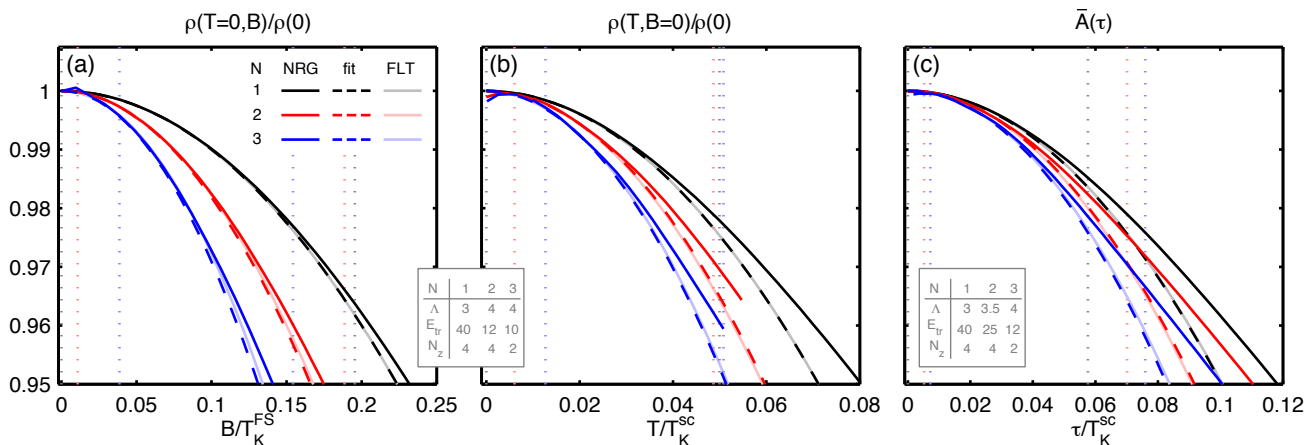 ρ(T=0,B)/ρ(0)
ρ(T,B=0)/ρ(0)
Ā(τ)
(a)
N NRG fit FLT
1
2
3
(b)
(c)
1
0.99
0.98
0.97
0.96
0.95
N 1 2 3
Λ 3 4 4
E_tr 40 12 10
N_z 4 4 2
N 1 2 3
Λ 3 3.5 4
E_tr 40 25 12
N_z 4 4 2
0 0.05 0.1 0.15 0.2 0.25
0 0.02 0.04 0.06 0.08
0 0.02 0.04 0.06 0.08 0.1 0.12
B/T_K^FS
T/T_K^sc
τ/T_K^sc